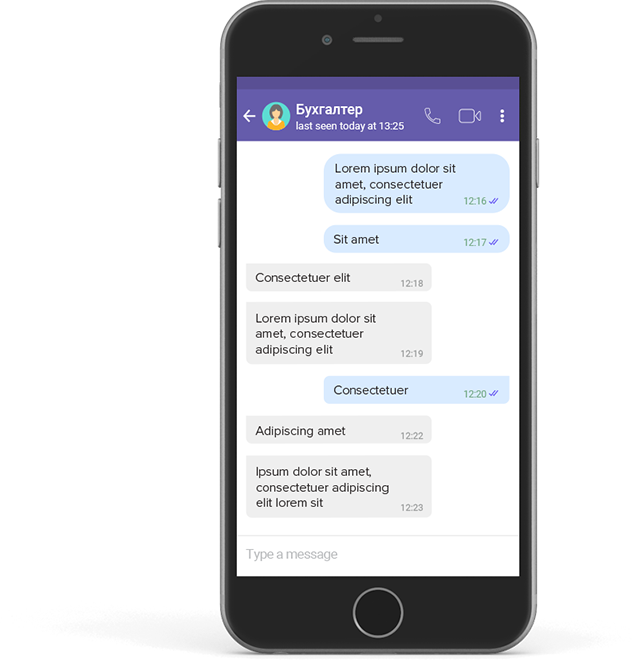 Бухгалтер
last seen today at 13:25
Lorem ipsum dolor sit
amet, consectetuer
adipiscing elit
12:16
Sit amet
12:17
Consectetuer elit
12:18
Lorem ipsum dolor sit
amet, consectetuer
adipiscing elit
12:19
Consectetuer
12:20
Adipiscing amet
12:22
Ipsum dolor sit amet,
consectetuer adipiscing
elit lorem sit
12:23
Type a message